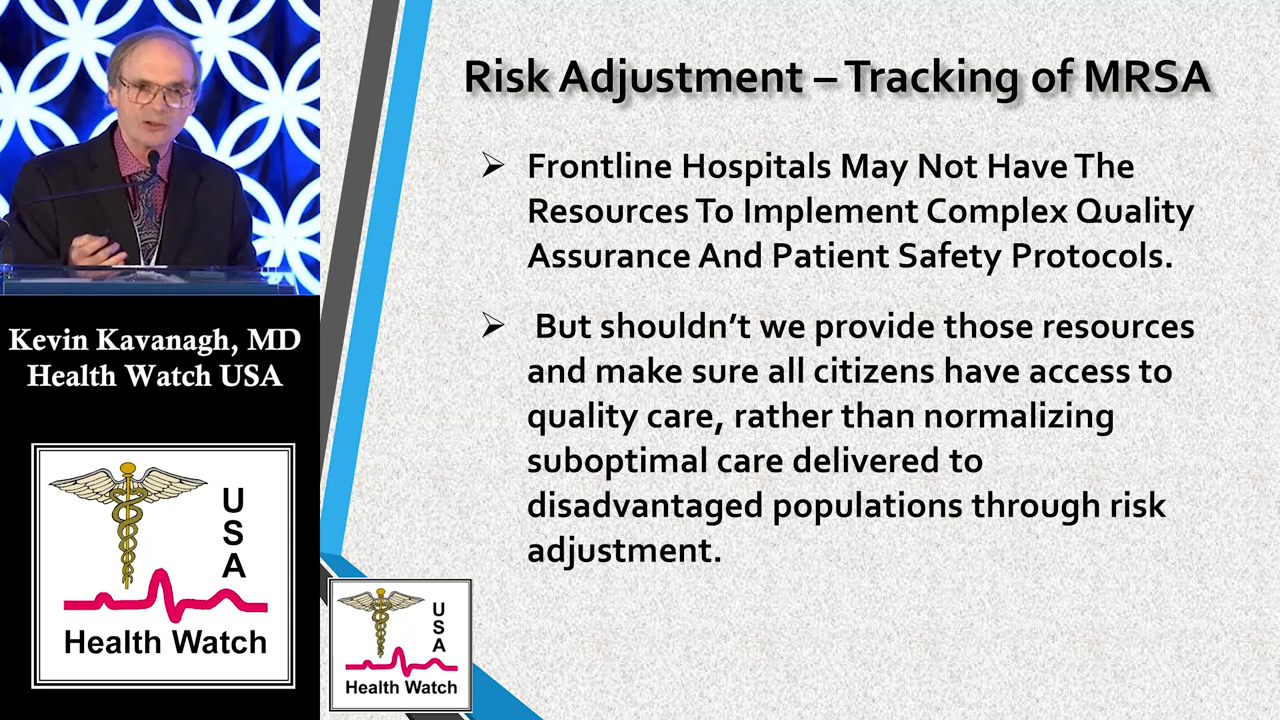 Risk Adjustment – Tracking of MRSA
➢ Frontline Hospitals May Not Have The
Resources To Implement Complex Quality
Assurance And Patient Safety Protocols.
➢ But shouldn't we provide those resources
and make sure all citizens have access to
quality care, rather than normalizing
suboptimal care delivered to
disadvantaged populations through risk
adjustment.
Kevin Kavanagh, MD
Health Watch USA
U
S
A
Health Watch
U
S
A
Health Watch